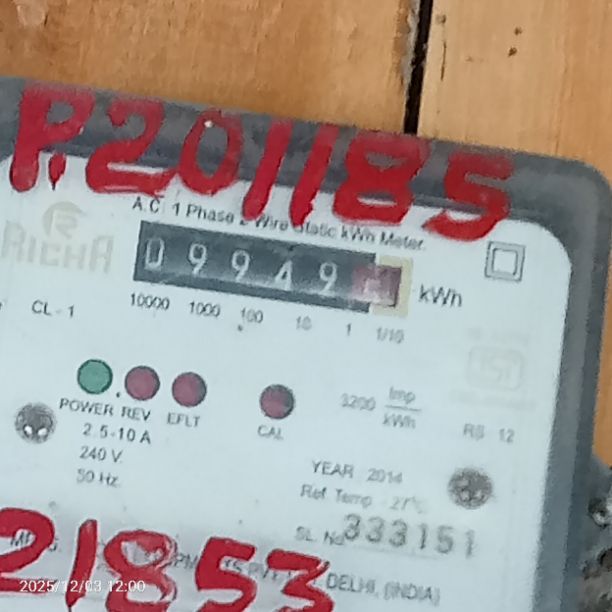 P.201185
A.C. 1 Phase 2 Wire Static kWh Meter.
RICHA
09949 kWh
CL - 1
10000 1000 100 10 1 1/10
3200 Imp/kWh
POWER REV EFLT CAL
RS 12
2.5-10 A
240 V.
50 Hz.
YEAR 2014
Ref Temp 27°C
SL. No 333151
21853
DELHI, (INDIA)
2025/12/03 12:00